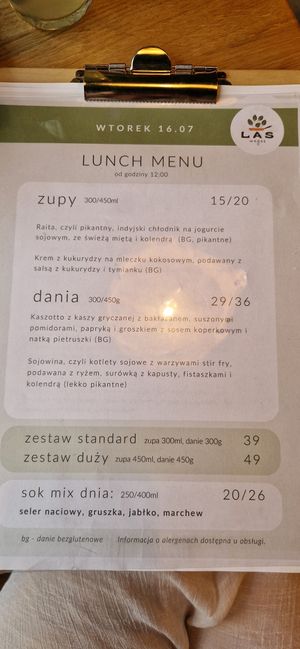 WTOREK 16.07
LAS
LUNCH MENU
od godziny 12:00
zupy 300/450ml 15/20
Raita, czyli pikantny, indyjski chłodnik na jogurcie
sojowym, ze świeżą miętą i kolendrą (BG, pikantne)
Krem z kukurydzy na mleczku kokosowym, podawany z
salsą z kukurydzy i tymianku (BG)
dania 300/450g 29/36
Kaszotto z kaszy gryczanej z bakłażanem, suszonymi
pomidorami, papryką i groszkiem z sosem koperkowym i
natką pietruszki (BG)
Sojowina, czyli kotlety sojowe z warzywami stir fry,
podawana z ryżem, surówką z kapusty, fistaszkami i
kolendrą (lekko pikantne)
zestaw standard zupa 300ml, danie 300g 39
zestaw duży zupa 450ml, danie 450g 49
sok mix dnia: 250/400ml 20/26
seler naciowy, gruszka, jabłko, marchew
bg - danie bezglutenowe Informacja o alergenach dostępna u obsługi.